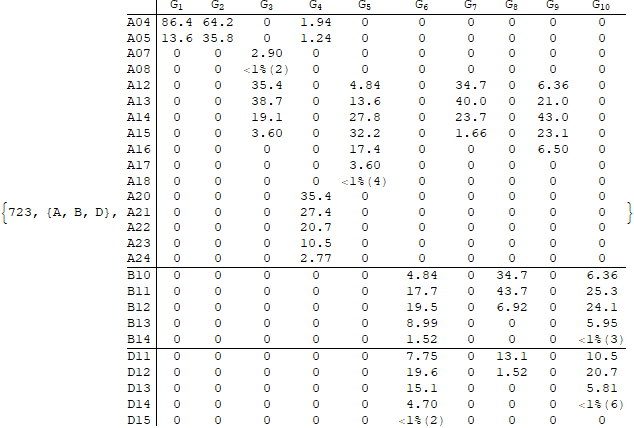 G1 G2 G3 G4 G5 G6 G7 G8 G9 G10
A04 86.4 64.2 0 1.94 0 0 0 0 0 0
A05 13.6 35.8 0 1.24 0 0 0 0 0 0
A07 0 0 2.90 0 0 0 0 0 0 0
A08 0 0 <1%(2) 0 0 0 0 0 0 0
A12 0 0 35.4 0 4.84 0 34.7 0 6.36 0
A13 0 0 38.7 0 13.6 0 40.0 0 21.0 0
A14 0 0 19.1 0 27.8 0 23.7 0 43.0 0
A15 0 0 3.60 0 32.2 0 1.66 0 23.1 0
A16 0 0 0 0 17.4 0 0 0 6.50 0
A17 0 0 0 0 3.60 0 0 0 0 0
A18 0 0 0 0 <1%(4) 0 0 0 0 0
A20 0 0 0 35.4 0 0 0 0 0 0
{723, {A, B, D}, A21 0 0 0 27.4 0 0 0 0 0 0 }
A22 0 0 0 20.7 0 0 0 0 0 0
A23 0 0 0 10.5 0 0 0 0 0 0
A24 0 0 0 2.77 0 0 0 0 0 0
B10 0 0 0 0 0 4.84 0 34.7 0 6.36
B11 0 0 0 0 0 17.7 0 43.7 0 25.3
B12 0 0 0 0 0 19.5 0 6.92 0 24.1
B13 0 0 0 0 0 8.99 0 0 0 5.95
B14 0 0 0 0 0 1.52 0 0 0 <1%(3)
D11 0 0 0 0 0 7.75 0 13.1 0 10.5
D12 0 0 0 0 0 19.6 0 1.52 0 20.7
D13 0 0 0 0 0 15.1 0 0 0 5.81
D14 0 0 0 0 0 4.70 0 0 0 <1%(6)
D15 0 0 0 0 0 <1%(2) 0 0 0 0